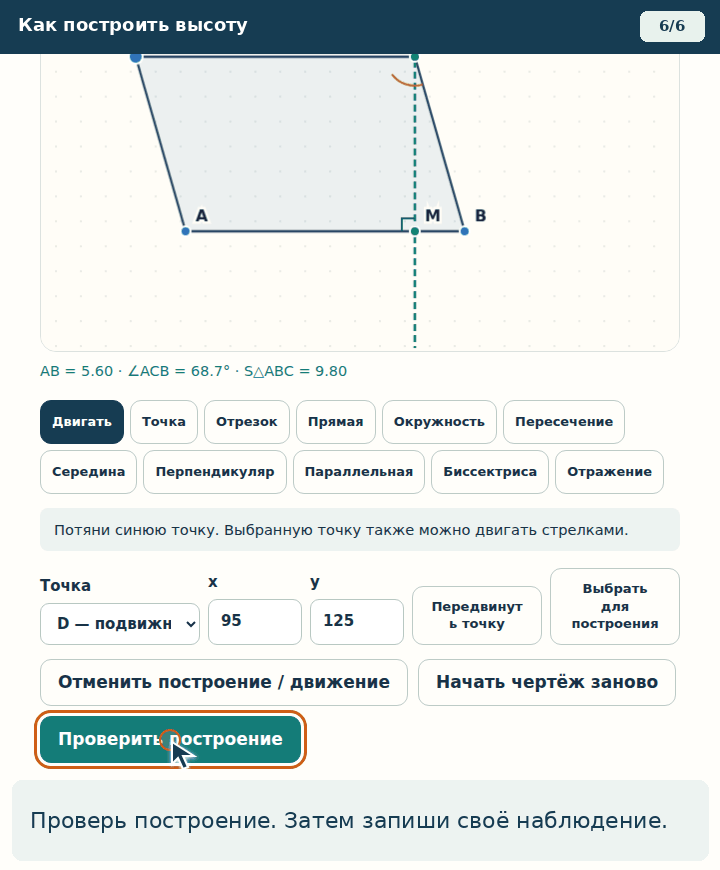 Как построить высоту
6/6
A
M
B
AB = 5.60 · ∠ACB = 68.7° · S△ABC = 9.80
Двигать
Точка
Отрезок
Прямая
Окружность
Пересечение
Середина
Перпендикуляр
Параллельная
Биссектриса
Отражение
Потяни синюю точку. Выбранную точку также можно двигать стрелками.
Точка
x
y
D — подвижн
95
125
Передвинут
ь точку
Выбрать
для
построения
Отменить построение / движение
Начать чертёж заново
Проверить построение
Проверь построение. Затем запиши своё наблюдение.